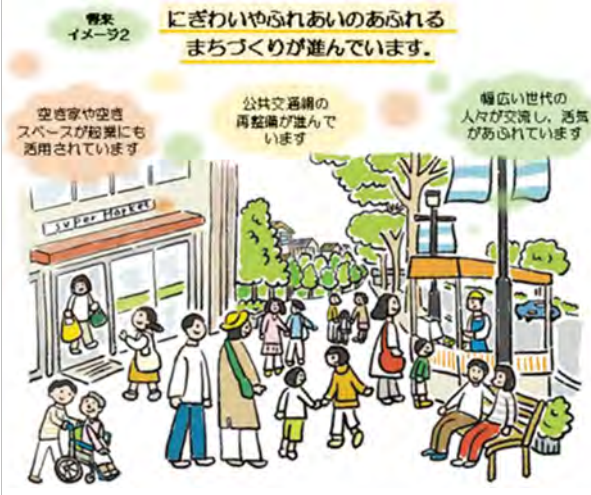 将来
イメージ2
にぎわいやふれあいのあふれる
まちづくりが進んでいます。
空き家や空き
スペースが起業にも
活用されています
公共交通網の
再整備が進んで
います
幅広い世代の
人々が交流し、活気
があふれています
Super Market